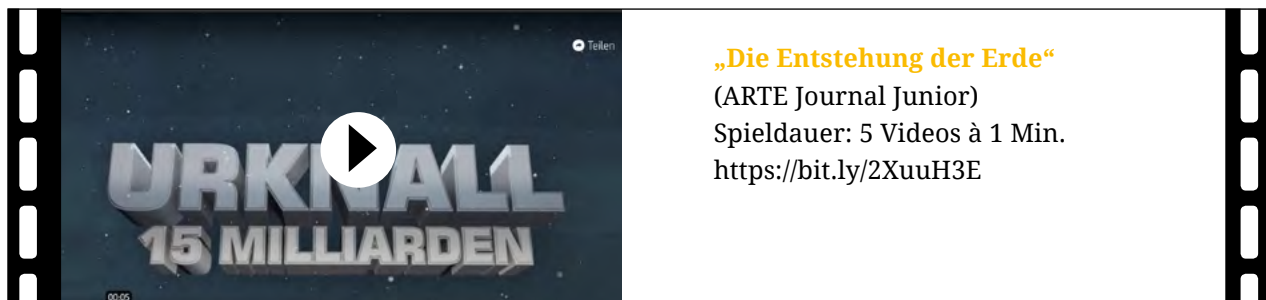 Teilen
URKNALL
15 MILLIARDEN
00:05
„Die Entstehung der Erde“
(ARTE Journal Junior)
Spieldauer: 5 Videos à 1 Min.
https://bit.ly/2XuuH3E